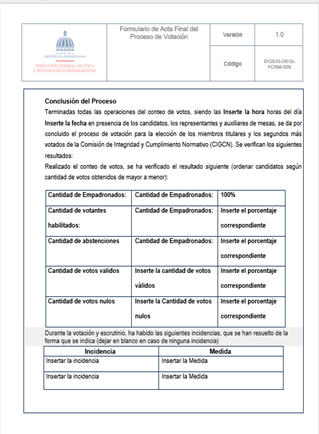 REPÚBLICA DOMINICANA
DIRECCIÓN GENERAL DE ÉTICA
E INTEGRIDAD GUBERNAMENTAL
Formulario de Acta Final del
Proceso de Votación
Versión 1.0
Código DIGEIG-DEIG-
FORM-008
Conclusión del Proceso
Terminadas todas las operaciones del conteo de votos, siendo las Inserte la hora horas del día
Inserte la fecha en presencia de los candidatos, los representantes y auxiliares de mesas, se da por
concluido el proceso de votación para la elección de los miembros titulares y los segundos más
votados de la Comisión de Integridad y Cumplimiento Normativo (CIGCN). Se verifican los siguientes
resultados:
Realizado el conteo de votos, se ha verificado el resultado siguiente (ordenar candidatos según
cantidad de votos obtenidos de mayor a menor):
Cantidad de Empadronados: Cantidad de Empadronados: 100%
Cantidad de votantes Cantidad de Empadronados: Inserte el porcentaje
habilitados: correspondiente
Cantidad de abstenciones Cantidad de Empadronados: Inserte el porcentaje
correspondiente
Cantidad de votos validos Inserte la cantidad de votos Inserte el porcentaje
válidos correspondiente
Cantidad de votos nulos Inserte la Cantidad de votos Inserte el porcentaje
nulos correspondiente
Durante la votación y escrutinio, ha habido las siguientes incidencias, que se han resuelto de la
forma que se indica (dejar en blanco en caso de ninguna incidencia)
Incidencia Medida
Insertar la incidencia Insertar la Medida
Insertar la incidencia Insertar la Medida